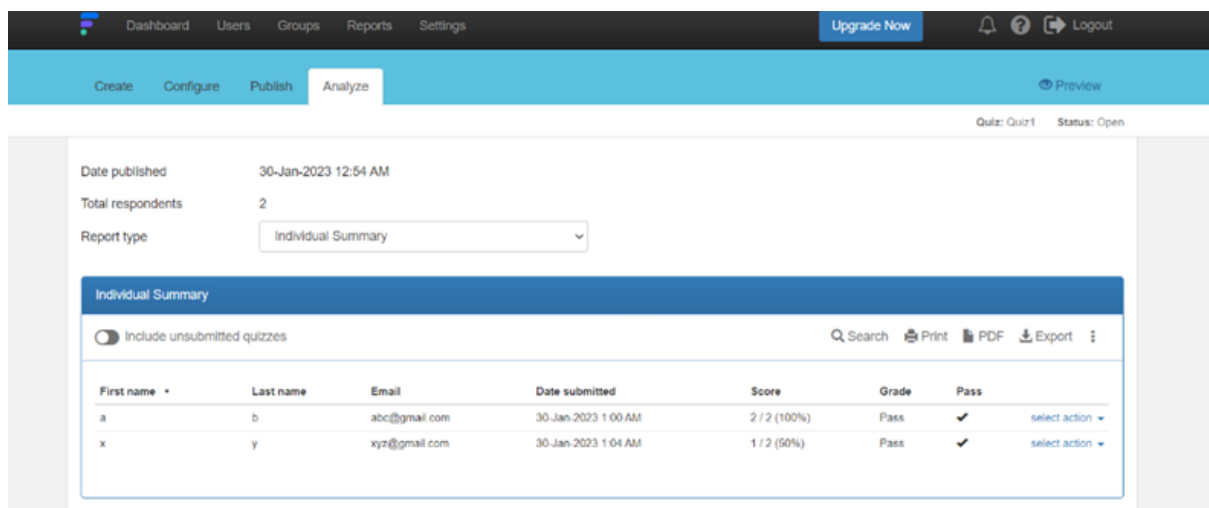 Dashboard Users Groups Reports Settings Upgrade Now Logout
Create Configure Publish Analyze Preview
Quiz: Quiz1 Status: Open
Date published 30-Jan-2023 12:54 AM
Total respondents 2
Report type Individual Summary
Individual Summary
Include unsubmitted quizzes Search Print PDF Export
First name Last name Email Date submitted Score Grade Pass
a b abc@gmail.com 30-Jan-2023 1:00 AM 2 / 2 (100%) Pass select action
x y xyz@gmail.com 30-Jan-2023 1:04 AM 1 / 2 (50%) Pass select action